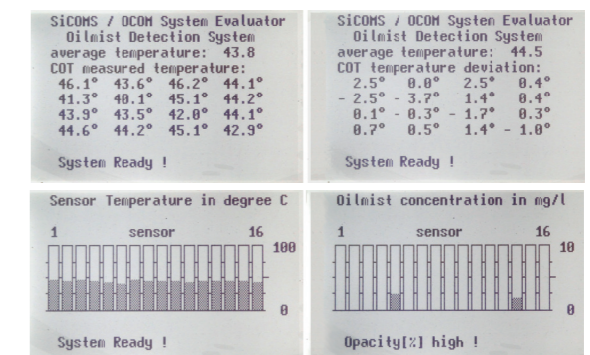 SiCOMS / OCOM System Evaluator
Oilmist Detection System
average temperature: 43.8
COT measured temperature:
46.1° 43.6° 46.2° 44.1°
41.3° 40.1° 45.1° 44.2°
43.9° 43.5° 42.0° 44.1°
44.6° 44.2° 45.1° 42.9°
System Ready !
SiCOMS / OCOM System Evaluator
Oilmist Detection System
average temperature: 44.5
COT temperature deviation:
2.5° 0.0° 2.5° 0.4°
- 2.5° - 3.7° 1.4° 0.4°
0.1° - 0.3° - 1.7° 0.3°
0.7° 0.5° 1.4° - 1.0°
System Ready !
Sensor Temperature in degree C
1 sensor 16
100
0
System Ready !
Oilmist concentration in mg/l
1 sensor 16
10
0
Opacity[%] high !